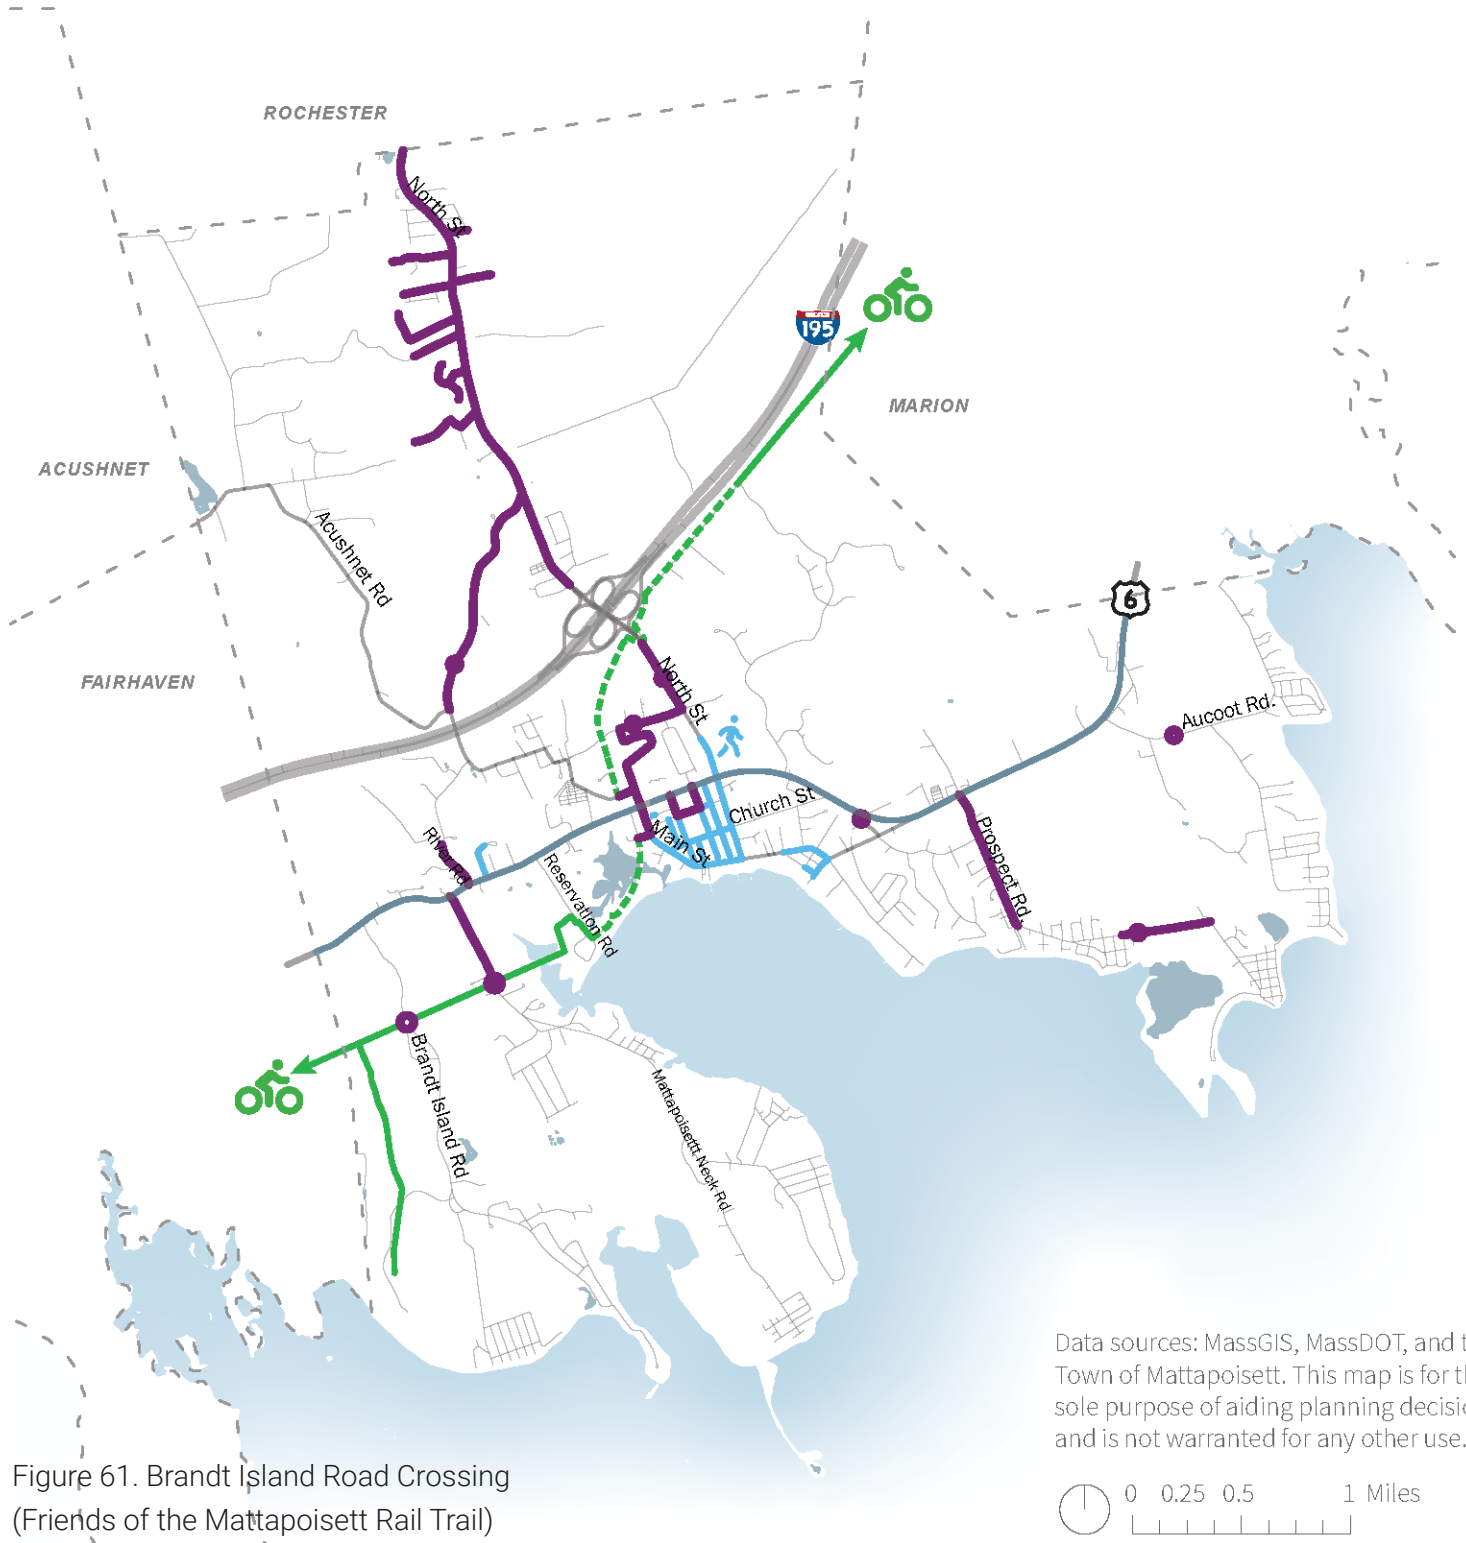 ROCHESTER
North St
195
MARION
ACUSHNET
Acushnet Rd
6
FAIRHAVEN
North St
Aucoot Rd.
Church St
Main St
Prospect Rd.
River Rd
Reservation Rd
Brandt Island Rd
Mattapoisettt Neck Rd
Data sources: MassGIS, MassDOT, and t
Town of Mattapoisett. This map is for th
sole purpose of aiding planning decisio
and is not warranted for any other use.
Figure 61. Brandt Island Road Crossing
(Friends of the Mattapoisett Rail Trail)
0 0.25 0.5 1 Miles